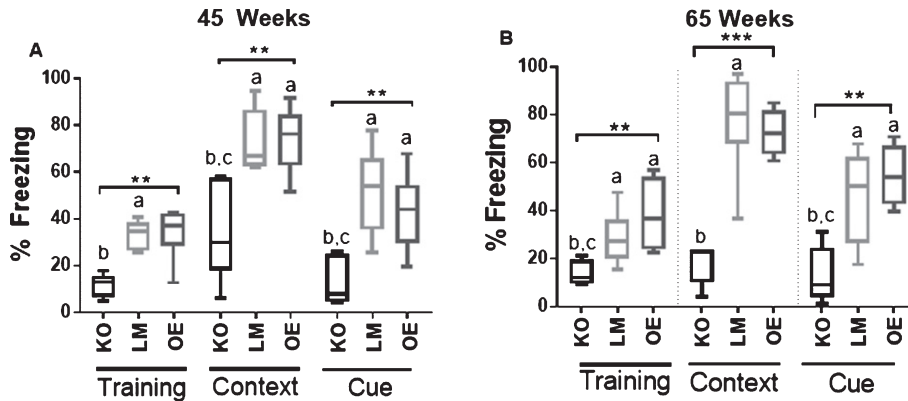 45 Weeks
A
% Freezing
100
80
60
40
20
0
**
b
a
**
b,c
a
a
**
b,c
a
a
KO
LM
OE
KO
LM
OE
KO
LM
OE
Training
Context
Cue
65 Weeks
B
% Freezing
100
80
60
40
20
0
**
b,c
a
a
***
b
a
**
b,c
a
a
KO
LM
OE
KO
LM
OE
KO
LM
OE
Training
Context
Cue